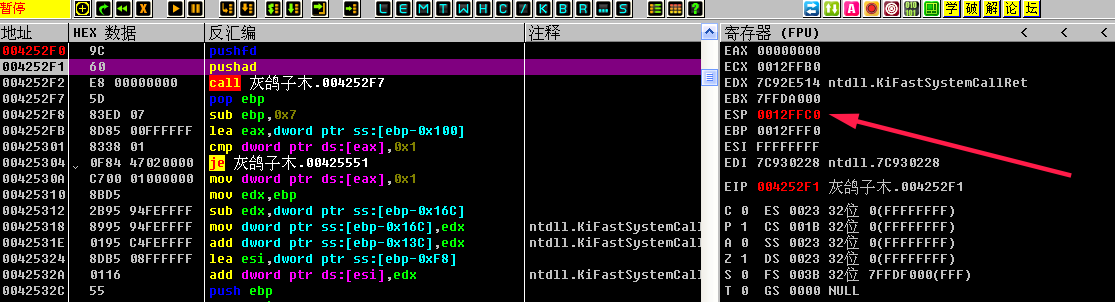 暂停 L E M T W H C / K B R ... S 学 破 解 论 坛
地址 HEX 数据 反汇编 注释 寄存器 (FPU) < < <
004252F0 9C pushfd EAX 00000000
004252F1 60 pushad ECX 0012FFB0
004252F2 E8 00000000 call 灰鸽子木.004252F7 EDX 7C92E514 ntdll.KiFastSystemCallRet
004252F7 5D pop ebp EBX 7FFDA000
004252F8 83ED 07 sub ebp,0x7 ESP 0012FFC0
004252FB 8D85 00FFFFFF lea eax,dword ptr ss:[ebp-0x100] EBP 0012FFF0
00425301 8338 01 cmp dword ptr ds:[eax],0x1 ESI FFFFFFFF
00425304 0F84 47020000 je 灰鸽子木.00425551 EDI 7C930228 ntdll.7C930228
0042530A C700 01000000 mov dword ptr ds:[eax],0x1
00425310 8BD5 mov edx,ebp EIP 004252F1 灰鸽子木.004252F1
00425312 2B95 94FEFFFF sub edx,dword ptr ss:[ebp-0x16C] C 0 ES 0023 32位 0(FFFFFFFF)
00425318 8995 94FEFFFF mov dword ptr ss:[ebp-0x16C],edx ntdll.KiFastSystemCall P 1 CS 001B 32位 0(FFFFFFFF)
0042531E 0195 C4FEFFFF add dword ptr ss:[ebp-0x13C],edx ntdll.KiFastSystemCall A 0 SS 0023 32位 0(FFFFFFFF)
00425324 8DB5 08FFFFFF lea esi,dword ptr ss:[ebp-0xF8] Z 1 DS 0023 32位 0(FFFFFFFF)
0042532A 0116 add dword ptr ds:[esi],edx ntdll.KiFastSystemCall S 0 FS 003B 32位 7FFDF000(FFF)
0042532C 55 push ebp T 0 GS 0000 NULL